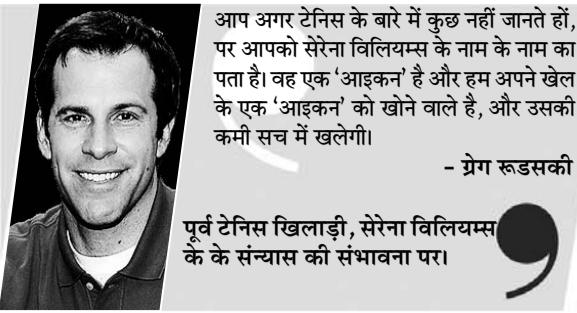 आप अगर टेनिस के बारे में कुछ नहीं जानते हों,
पर आपको सेरेना विलियम्स के नाम के नाम का
पता है। वह एक ‘आइकन’ है और हम अपने खेल
के एक ‘आइकन’ को खोने वाले है, और उसकी
कमी सच में खलेगी।
- ग्रेग रूडसकी
पूर्व टेनिस खिलाड़ी, सेरेना विलियम्स
के के संन्यास की संभावना पर।